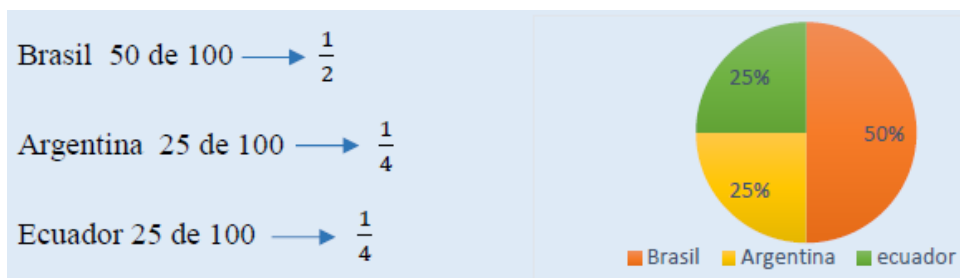 Brasil 50 de 100 → 1/2
Argentina 25 de 100 → 1/4
Ecuador 25 de 100 → 1/4
25%
50%
25%
Brasil Argentina ecuador